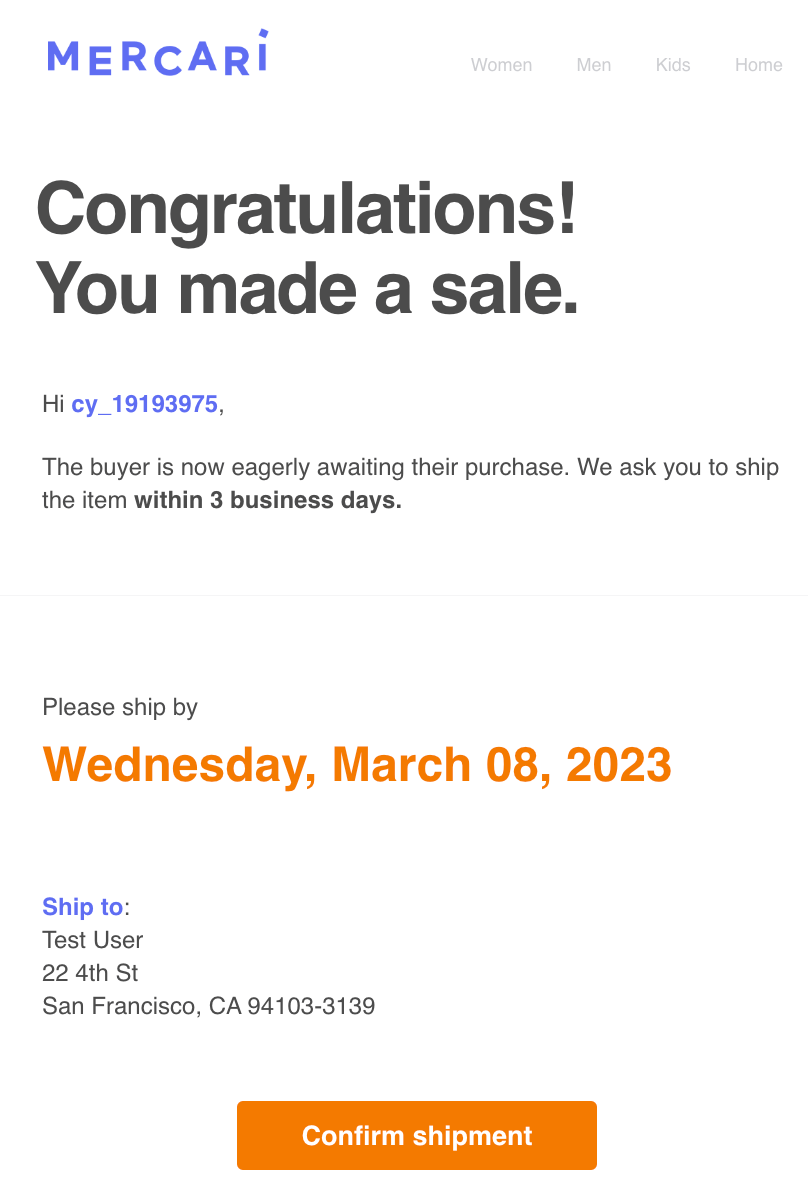 MERCARI
Women Men Kids Home
Congratulations!
You made a sale.
Hi cy_19193975,
The buyer is now eagerly awaiting their purchase. We ask you to ship
the item within 3 business days.
Please ship by
Wednesday, March 08, 2023
Ship to:
Test User
22 4th St
San Francisco, CA 94103-3139
Confirm shipment